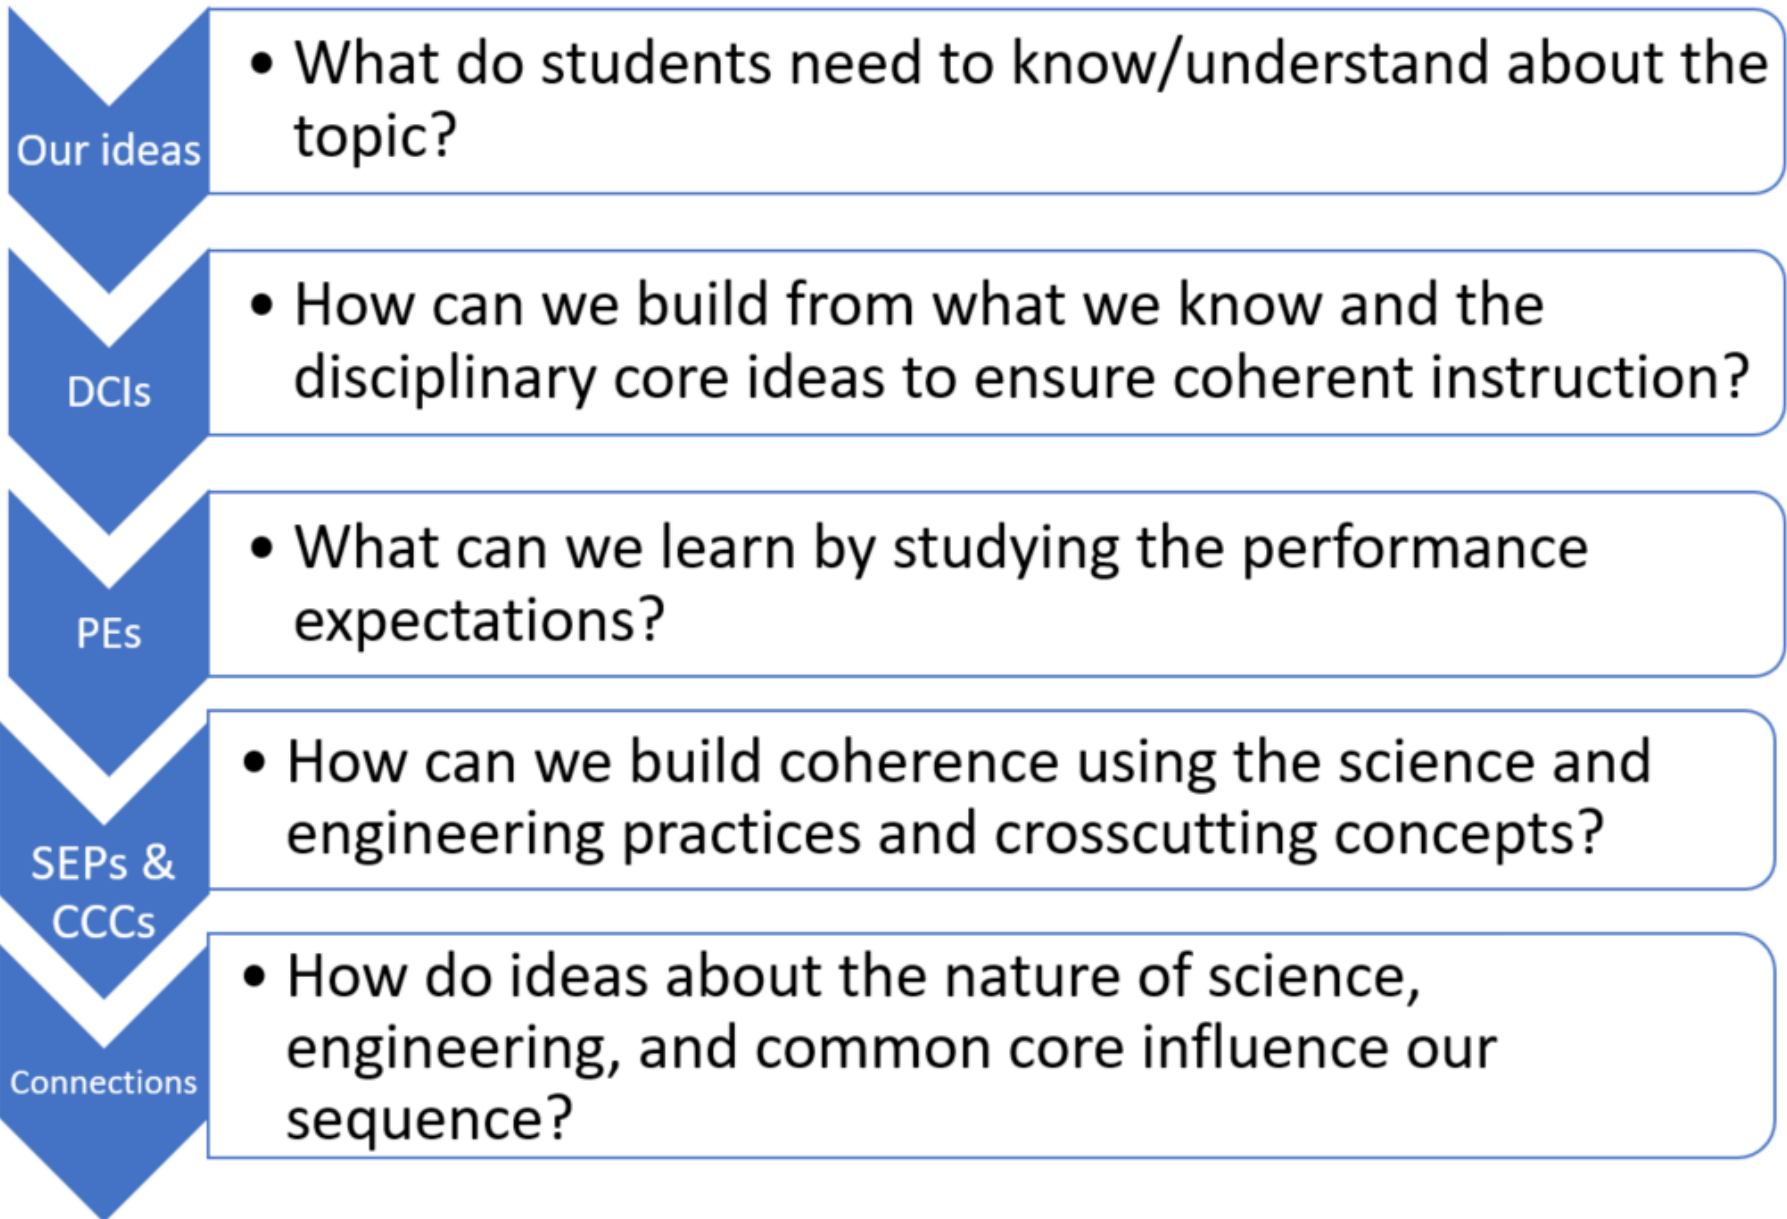 Our ideas
• What do students need to know/understand about the
topic?
DCIs
• How can we build from what we know and the
disciplinary core ideas to ensure coherent instruction?
PEs
• What can we learn by studying the performance
expectations?
SEPs &
CCCs
• How can we build coherence using the science and
engineering practices and crosscutting concepts?
Connections
• How do ideas about the nature of science,
engineering, and common core influence our
sequence?